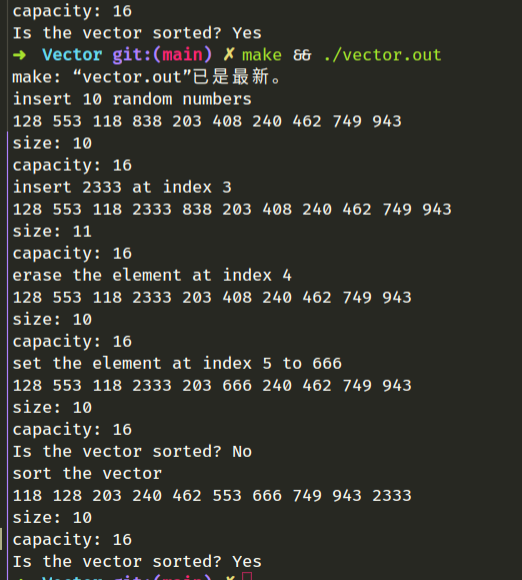 capacity: 16
Is the vector sorted? Yes
➜ Vector git:(main) ✗ make && ./vector.out
make: “vector.out”已是最新。
insert 10 random numbers
128 553 118 838 203 408 240 462 749 943
size: 10
capacity: 16
insert 2333 at index 3
128 553 118 2333 838 203 408 240 462 749 943
size: 11
capacity: 16
erase the element at index 4
128 553 118 2333 203 408 240 462 749 943
size: 10
capacity: 16
set the element at index 5 to 666
128 553 118 2333 203 666 240 462 749 943
size: 10
capacity: 16
Is the vector sorted? No
sort the vector
118 128 203 240 462 553 666 749 943 2333
size: 10
capacity: 16
Is the vector sorted? Yes
➜ Vector git:(main) ✗